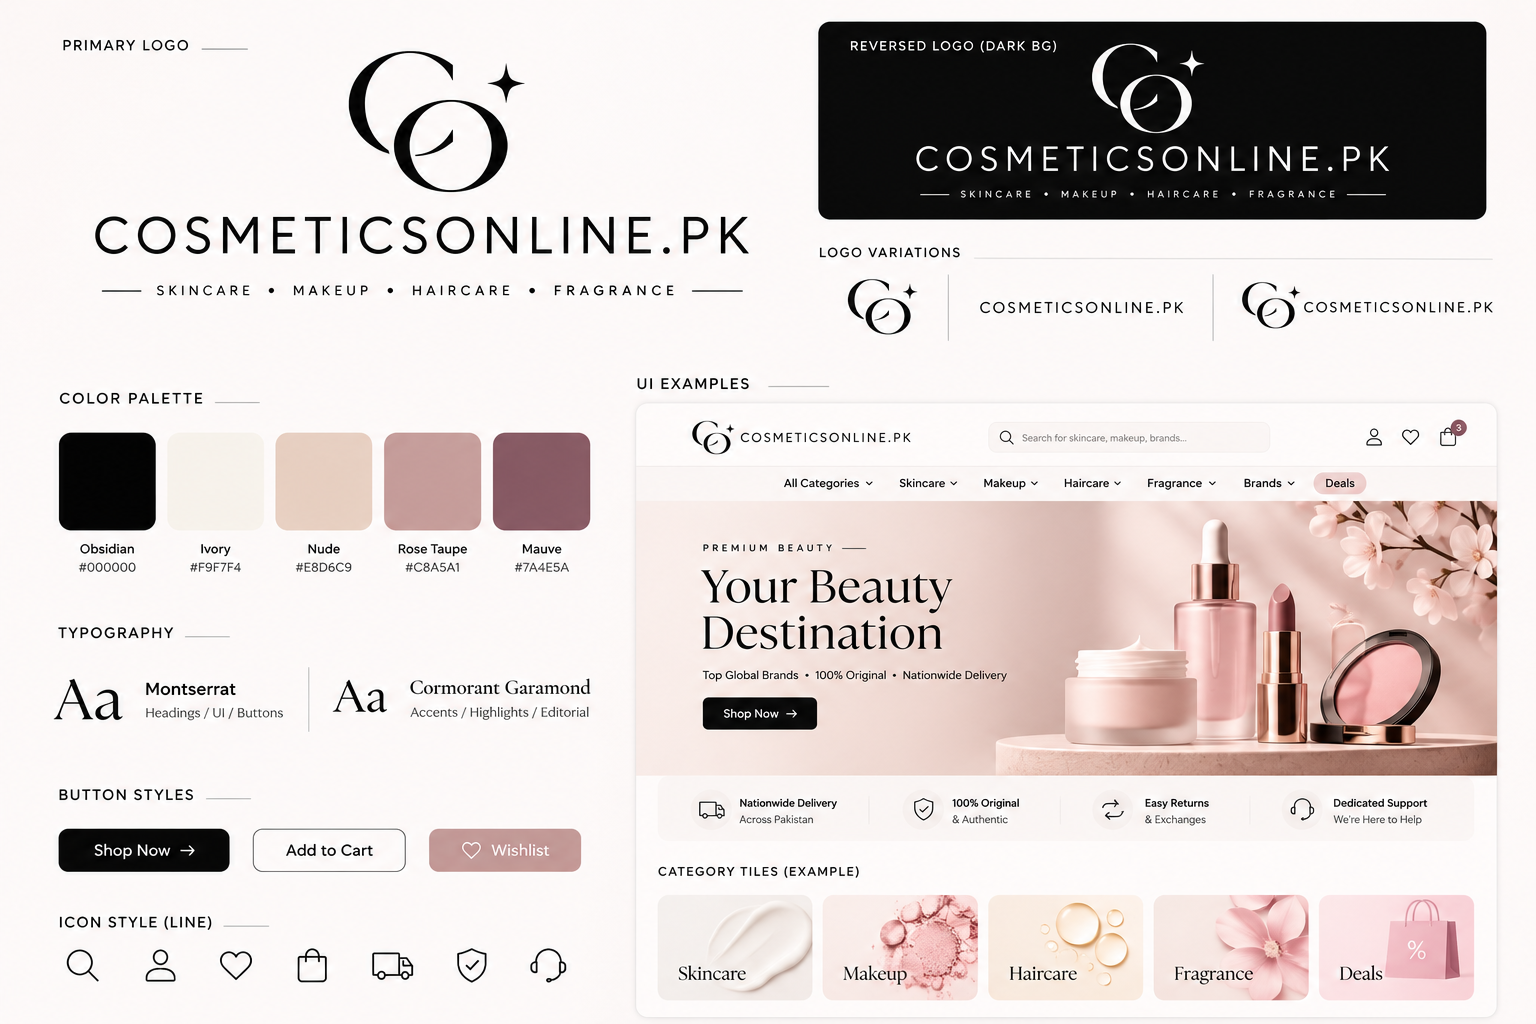 PRIMARY LOGO
CO
COSMETICSONLINE.PK
SKINCARE • MAKEUP • HAIRCARE • FRAGRANCE
REVERSED LOGO (DARK BG)
CO
COSMETICSONLINE.PK
SKINCARE • MAKEUP • HAIRCARE • FRAGRANCE
LOGO VARIATIONS
CO
COSMETICSONLINE.PK
CO COSMETICSONLINE.PK
COLOR PALETTE
Obsidian
#000000
Ivory
#F9F7F4
Nude
#E8D6C9
Rose Taupe
#C8A5A1
Mauve
#7A4E5A
TYPOGRAPHY
Aa
Montserrat
Headings / UI / Buttons
Aa
Cormorant Garamond
Accents / Highlights / Editorial
BUTTON STYLES
Shop Now →
Add to Cart
Wishlist
ICON STYLE (LINE)
UI EXAMPLES
CO COSMETICSONLINE.PK
Search for skincare, makeup, brands...
3
All Categories
Skincare
Makeup
Haircare
Fragrance
Brands
Deals
PREMIUM BEAUTY
Your Beauty
Destination
Top Global Brands • 100% Original • Nationwide Delivery
Shop Now →
Nationwide Delivery
Across Pakistan
100% Original
& Authentic
Easy Returns
& Exchanges
Dedicated Support
We're Here to Help
CATEGORY TILES (EXAMPLE)
Skincare
Makeup
Haircare
Fragrance
Deals
%